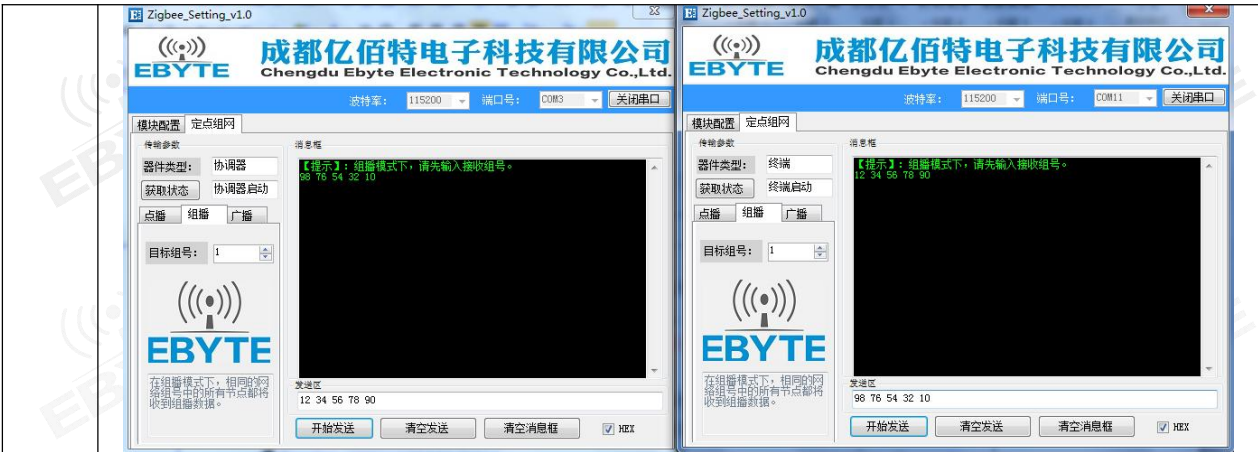 Zigbee_Setting_v1.0
EBYTE
成都亿佰特电子科技有限公司
Chengdu Ebyte Electronic Technology Co.,Ltd.
波特率: 115200 端口号: COM3 关闭串口
模块配置 定点组网
传输参数
器件类型: 协调器
获取状态 协调器启动
点播 组播 广播
目标组号: 1
EBYTE
在组播模式下，相同的网
络组号中的所有节点都将
收到组播数据。
消息框
【提示】: 组播模式下，请先输入接收组号。
98 76 54 32 10
发送区
12 34 56 78 90
开始发送 清空发送 清空消息框 HEX
Zigbee_Setting_v1.0
EBYTE
成都亿佰特电子科技有限公司
Chengdu Ebyte Electronic Technology Co.,Ltd.
波特率: 115200 端口号: COM11 关闭串口
模块配置 定点组网
传输参数
器件类型: 终端
获取状态 终端启动
点播 组播 广播
目标组号: 1
EBYTE
在组播模式下，相同的网
络组号中的所有节点都将
收到组播数据。
消息框
【提示】: 组播模式下，请先输入接收组号。
12 34 56 78 90
发送区
98 76 54 32 10
开始发送 清空发送 清空消息框 HEX